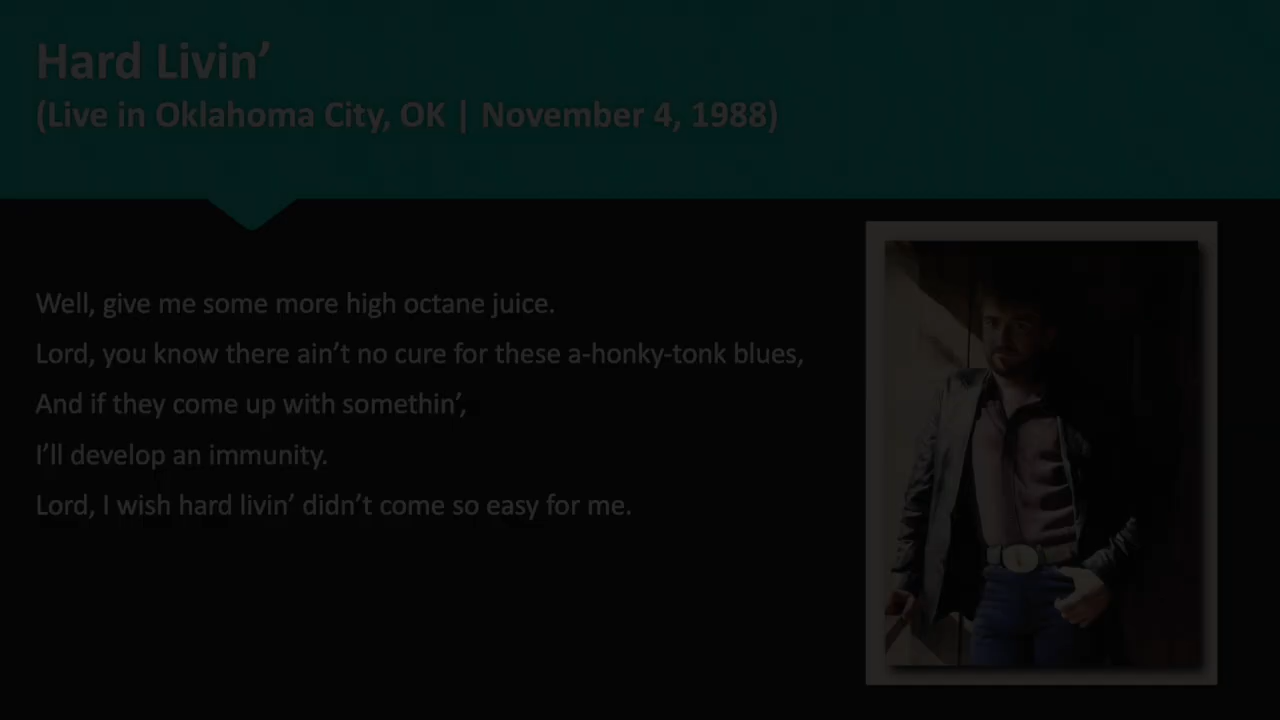 Hard Livin’
(Live in Oklahoma City, OK | November 4, 1988)
Well, give me some more high octane juice.
Lord, you know there ain’t no cure for these a-honky-tonk blues,
And if they come up with somethin’,
I’ll develop an immunity.
Lord, I wish hard livin’ didn’t come so easy for me.